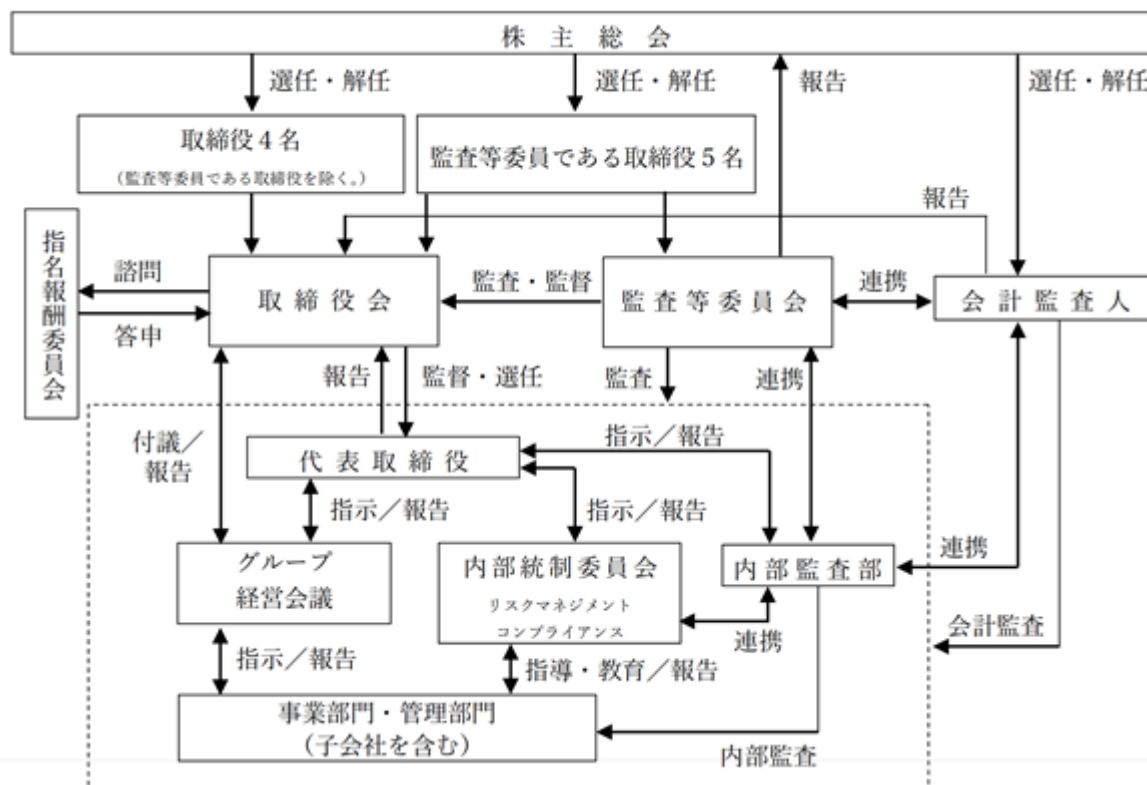 株主総会
選任・解任
選任・解任
報告
選任・解任
取締役4名
(監査等委員である取締役を除く。)
監査等委員である取締役5名
報告
指名報酬委員会
諮問
答申
取締役会
監査・監督
監査等委員会
連携
会計監査人
報告
監督・選任
監査
連携
付議/
報告
代表取締役
指示/報告
指示/報告
指示/報告
グループ
経営会議
内部統制委員会
リスクマネジメント
コンプライアンス
内部監査部
連携
連携
会計監査
指示/報告
指導・教育/報告
事業部門・管理部門
(子会社を含む)
内部監査